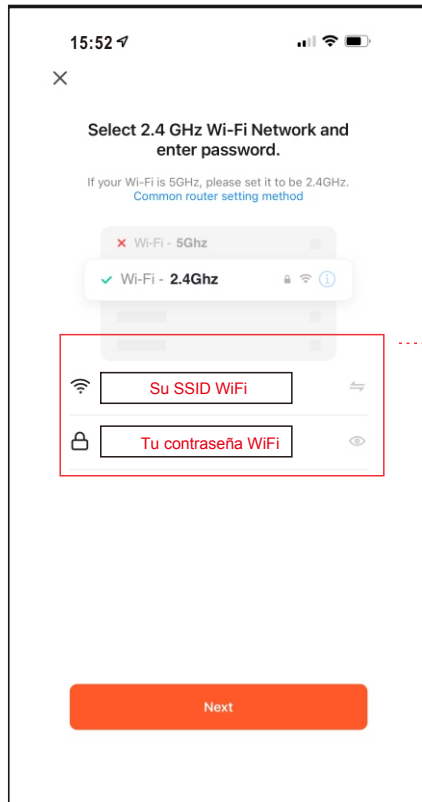 15:52
Select 2.4 GHz Wi-Fi Network and
enter password.
If your Wi-Fi is 5GHz, please set it to be 2.4GHz.
Common router setting method
Wi-Fi - 5Ghz
Wi-Fi - 2.4Ghz
Su SSID WiFi
Tu contraseña WiFi
Next